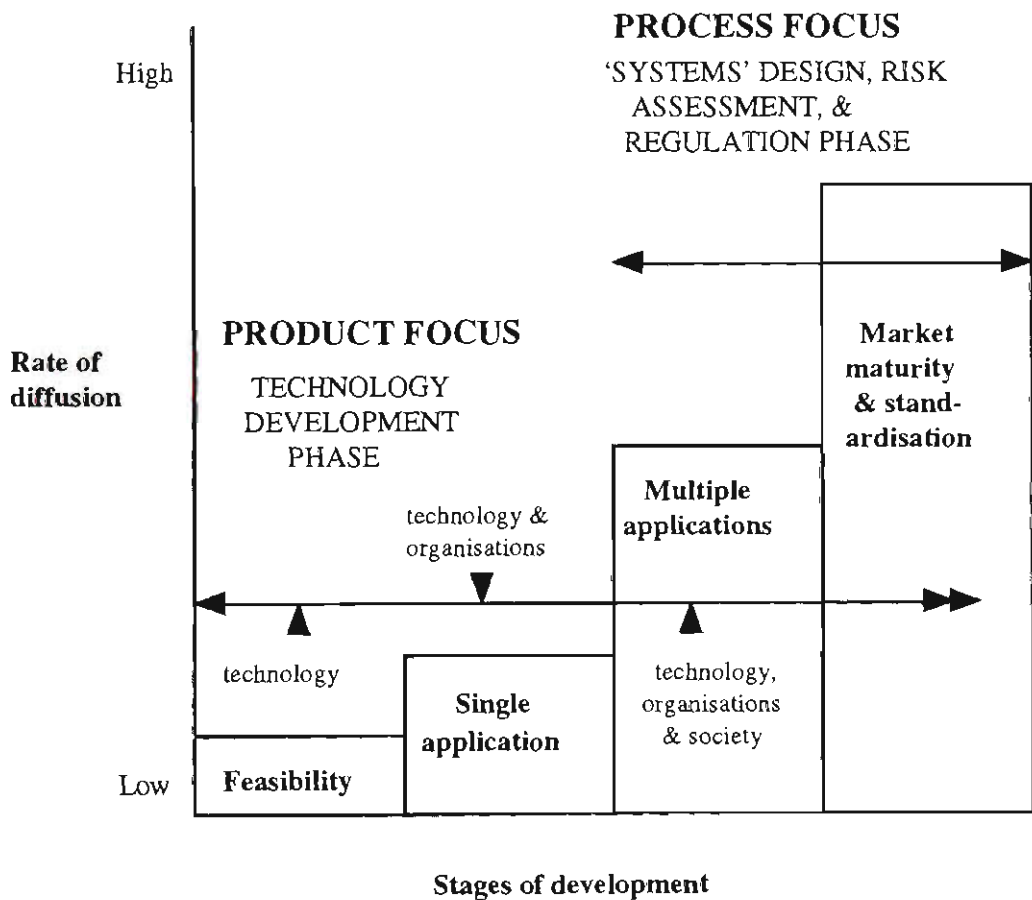 PROCESS FOCUS
‘SYSTEMS’ DESIGN, RISK
ASSESSMENT, &
REGULATION PHASE
High
PRODUCT FOCUS
TECHNOLOGY
DEVELOPMENT
PHASE
Rate of
diffusion
Market
maturity
& stand-
ardisation
Multiple
applications
technology &
organisations
technology
technology,
organisations
& society
Single
application
Feasibility
Low
Stages of development